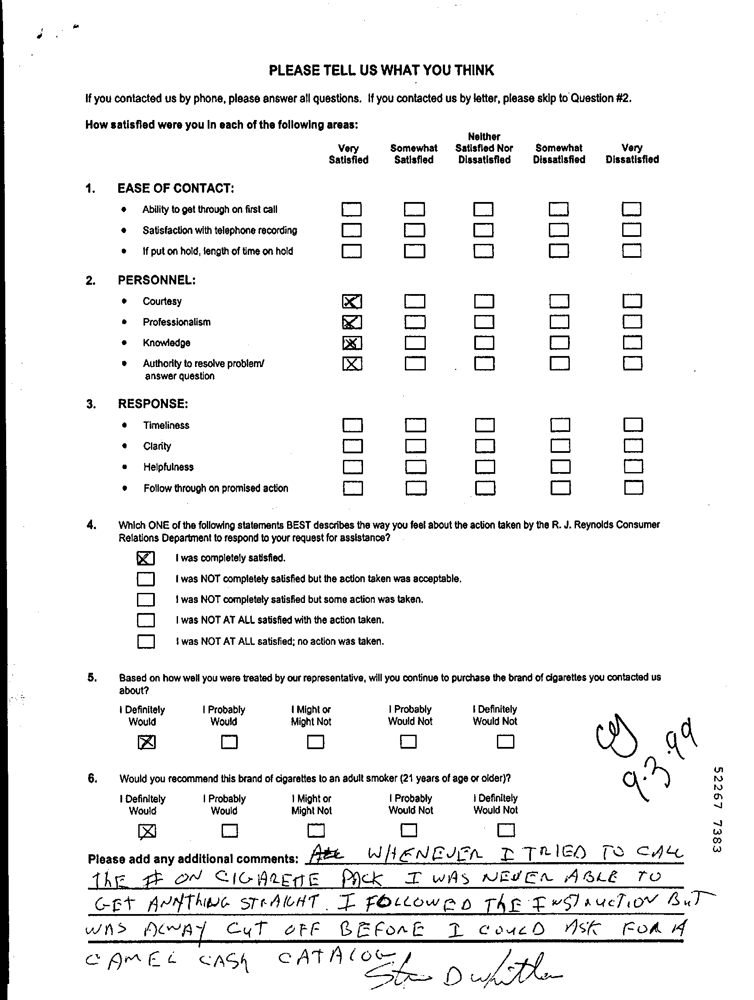 PLEASE TELL US WHAT YOU THINK
If you contacted us by phone, please answer all questions. If you contacted us by letter, please skip to Question #2.
How satisfied were you in each of the following areas:
Very Satisfied
Somewhat Satisfied
Neither Satisfied Nor Dissatisfied
Somewhat Dissatisfied
Very Dissatisfied
1. EASE OF CONTACT:
• Ability to get through on first call
• Satisfaction with telephone recording
• If put on hold, length of time on hold
2. PERSONNEL:
• Courtesy
• Professionalism
• Knowledge
• Authority to resolve problem/
answer question
3. RESPONSE:
• Timeliness
• Clarity
• Helpfulness
• Follow through on promised action
4. Which ONE of the following statements BEST describes the way you feel about the action taken by the R. J. Reynolds Consumer
Relations Department to respond to your request for assistance?
I was completely satisfied.
I was NOT completely satisfied but the action taken was acceptable.
I was NOT completely satisfied but some action was taken.
I was NOT AT ALL satisfied with the action taken.
I was NOT AT ALL satisfied; no action was taken.
5. Based on how well you were treated by our representative, will you continue to purchase the brand of cigarettes you contacted us
about?
I Definitely Would
I Probably Would
I Might or Might Not
I Probably Would Not
I Definitely Would Not
9.3.99
6. Would you recommend this brand of cigarettes to an adult smoker (21 years of age or older)?
I Definitely Would
I Probably Would
I Might or Might Not
I Probably Would Not
I Definitely Would Not
52267 7383
Please add any additional comments: WHENEVER I TRIED TO CALL
THE # ON CIGARETTE PACK I WAS NEVER ABLE TO
GET ANYTHING STRAIGHT. I FOLLOWED THE INSTRUCTION BUT
WAS ALWAY CUT OFF BEFORE I COULD ASK FOR A
CAMEL CASH CATALOG